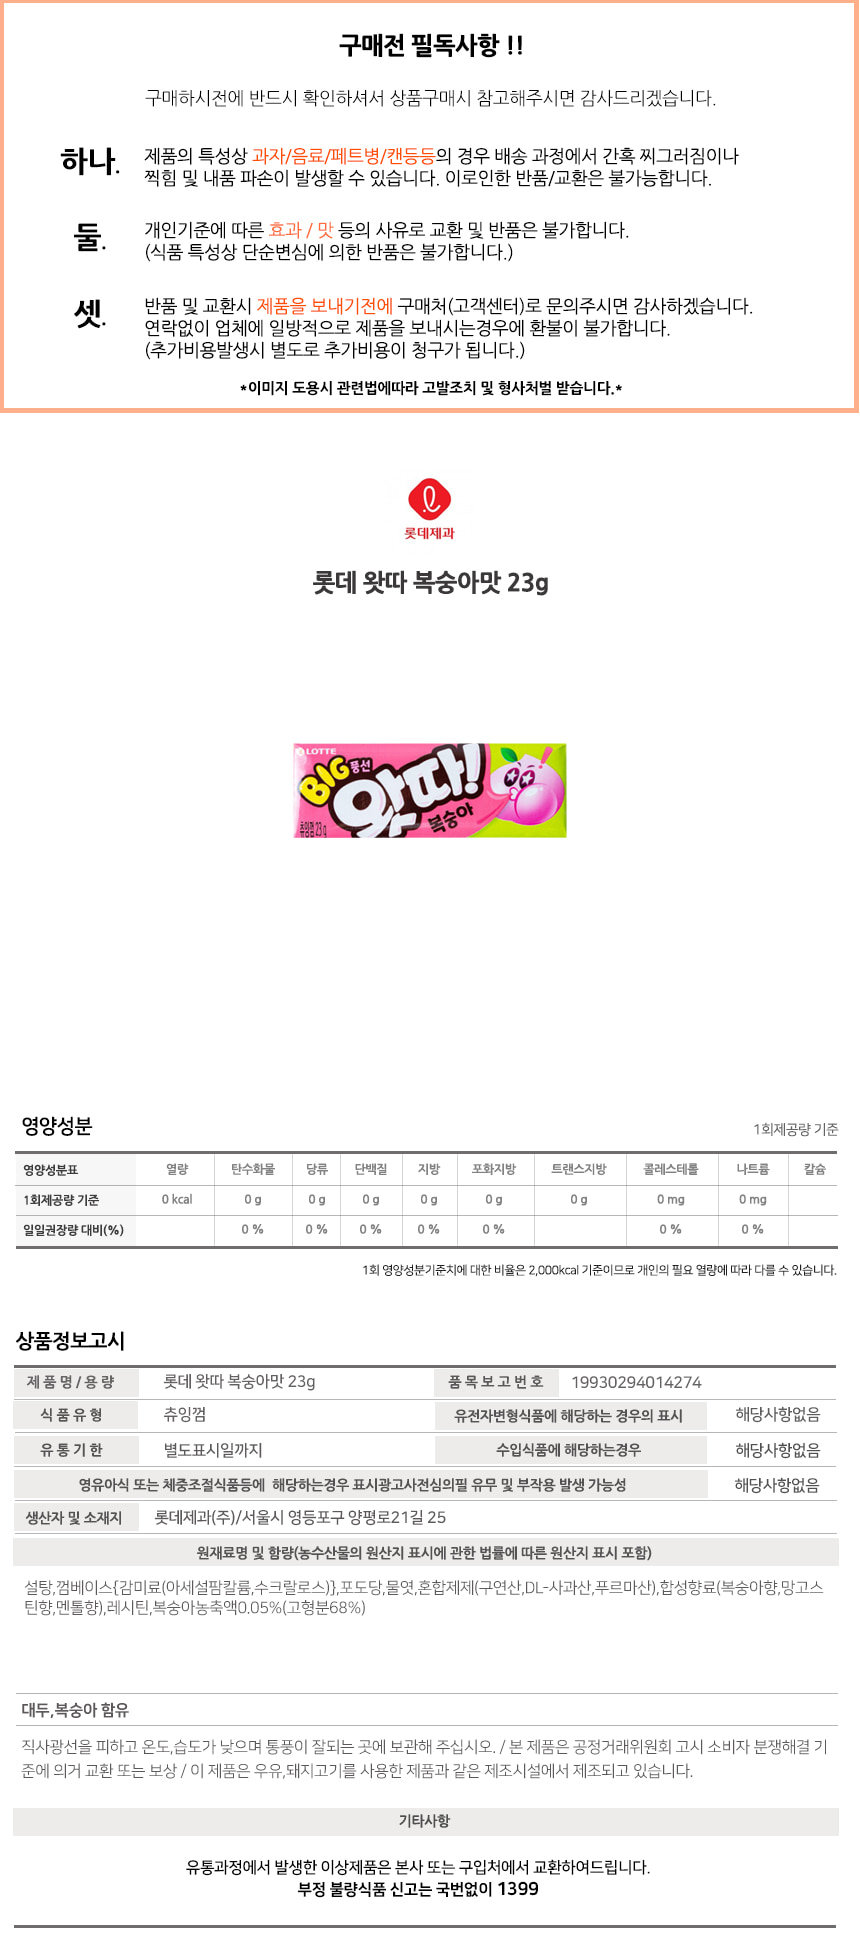 구매전 필독사항 !!
구매하시전에 반드시 확인하셔서 상품구매시 참고해주시면 감사드리겠습니다.
하나. 제품의 특성상 과자/음료/페트병/캔등등의 경우 배송 과정에서 간혹 찌그러짐이나
찍힘 및 내품 파손이 발생할 수 있습니다. 이로인한 반품/교환은 불가능합니다.
둘. 개인기준에 따른 효과 / 맛 등의 사유로 교환 및 반품은 불가합니다.
(식품 특성상 단순변심에 의한 반품은 불가합니다.)
셋. 반품 및 교환시 제품을 보내기전에 구매처(고객센터)로 문의주시면 감사하겠습니다.
연락없이 업체에 일방적으로 제품을 보내시는경우에 환불이 불가합니다.
(추가비용발생시 별도로 추가비용이 청구가 됩니다.)
*이미지 도용시 관련법에따라 고발조치 및 형사처벌 받습니다.*
롯데제과
롯데 왓따 복숭아맛 23g
LOTTE
BIG 풍선
왓따!
복숭아
츄잉껌 23g
영양성분
1회제공량 기준
영양성분표 열량 탄수화물 당류 단백질 지방 포화지방 트랜스지방 콜레스테롤 나트륨 칼슘
1회제공량 기준 0 kcal 0 g 0 g 0 g 0 g 0 g 0 g 0 mg 0 mg
일일권장량 대비(%) 0 % 0 % 0 % 0 % 0 % 0 % 0 %
1회 영양성분기준치에 대한 비율은 2,000kcal 기준이므로 개인의 필요 열량에 따라 다를 수 있습니다.
상품정보고시
제 품 명 / 용 량 롯데 왓따 복숭아맛 23g 품 목 보 고 번 호 19930294014274
식 품 유 형 츄잉껌 유전자변형식품에 해당하는 경우의 표시 해당사항없음
유 통 기 한 별도표시일까지 수입식품에 해당하는경우 해당사항없음
영유아식 또는 체중조절식품등에 해당하는경우 표시광고사전심의필 유무 및 부작용 발생 가능성 해당사항없음
생산자 및 소재지 롯데제과(주)/서울시 영등포구 양평로21길 25
원재료명 및 함량(농수산물의 원산지 표시에 관한 법률에 따른 원산지 표시 포함)
설탕,껌베이스{감미료(아세설팜칼륨,수크랄로스)},포도당,물엿,혼합제제(구연산,DL-사과산,푸르마산),합성향료(복숭아향,망고스
틴향,멘톨향),레시틴,복숭아농축액0.05%(고형분68%)
대두,복숭아 함유
직사광선을 피하고 온도,습도가 낮으며 통풍이 잘되는 곳에 보관해 주십시오. / 본 제품은 공정거래위원회 고시 소비자 분쟁해결 기
준에 의거 교환 또는 보상 / 이 제품은 우유,돼지고기를 사용한 제품과 같은 제조시설에서 제조되고 있습니다.
기타사항
유통과정에서 발생한 이상제품은 본사 또는 구입처에서 교환하여드립니다.
부정 불량식품 신고는 국번없이 1399